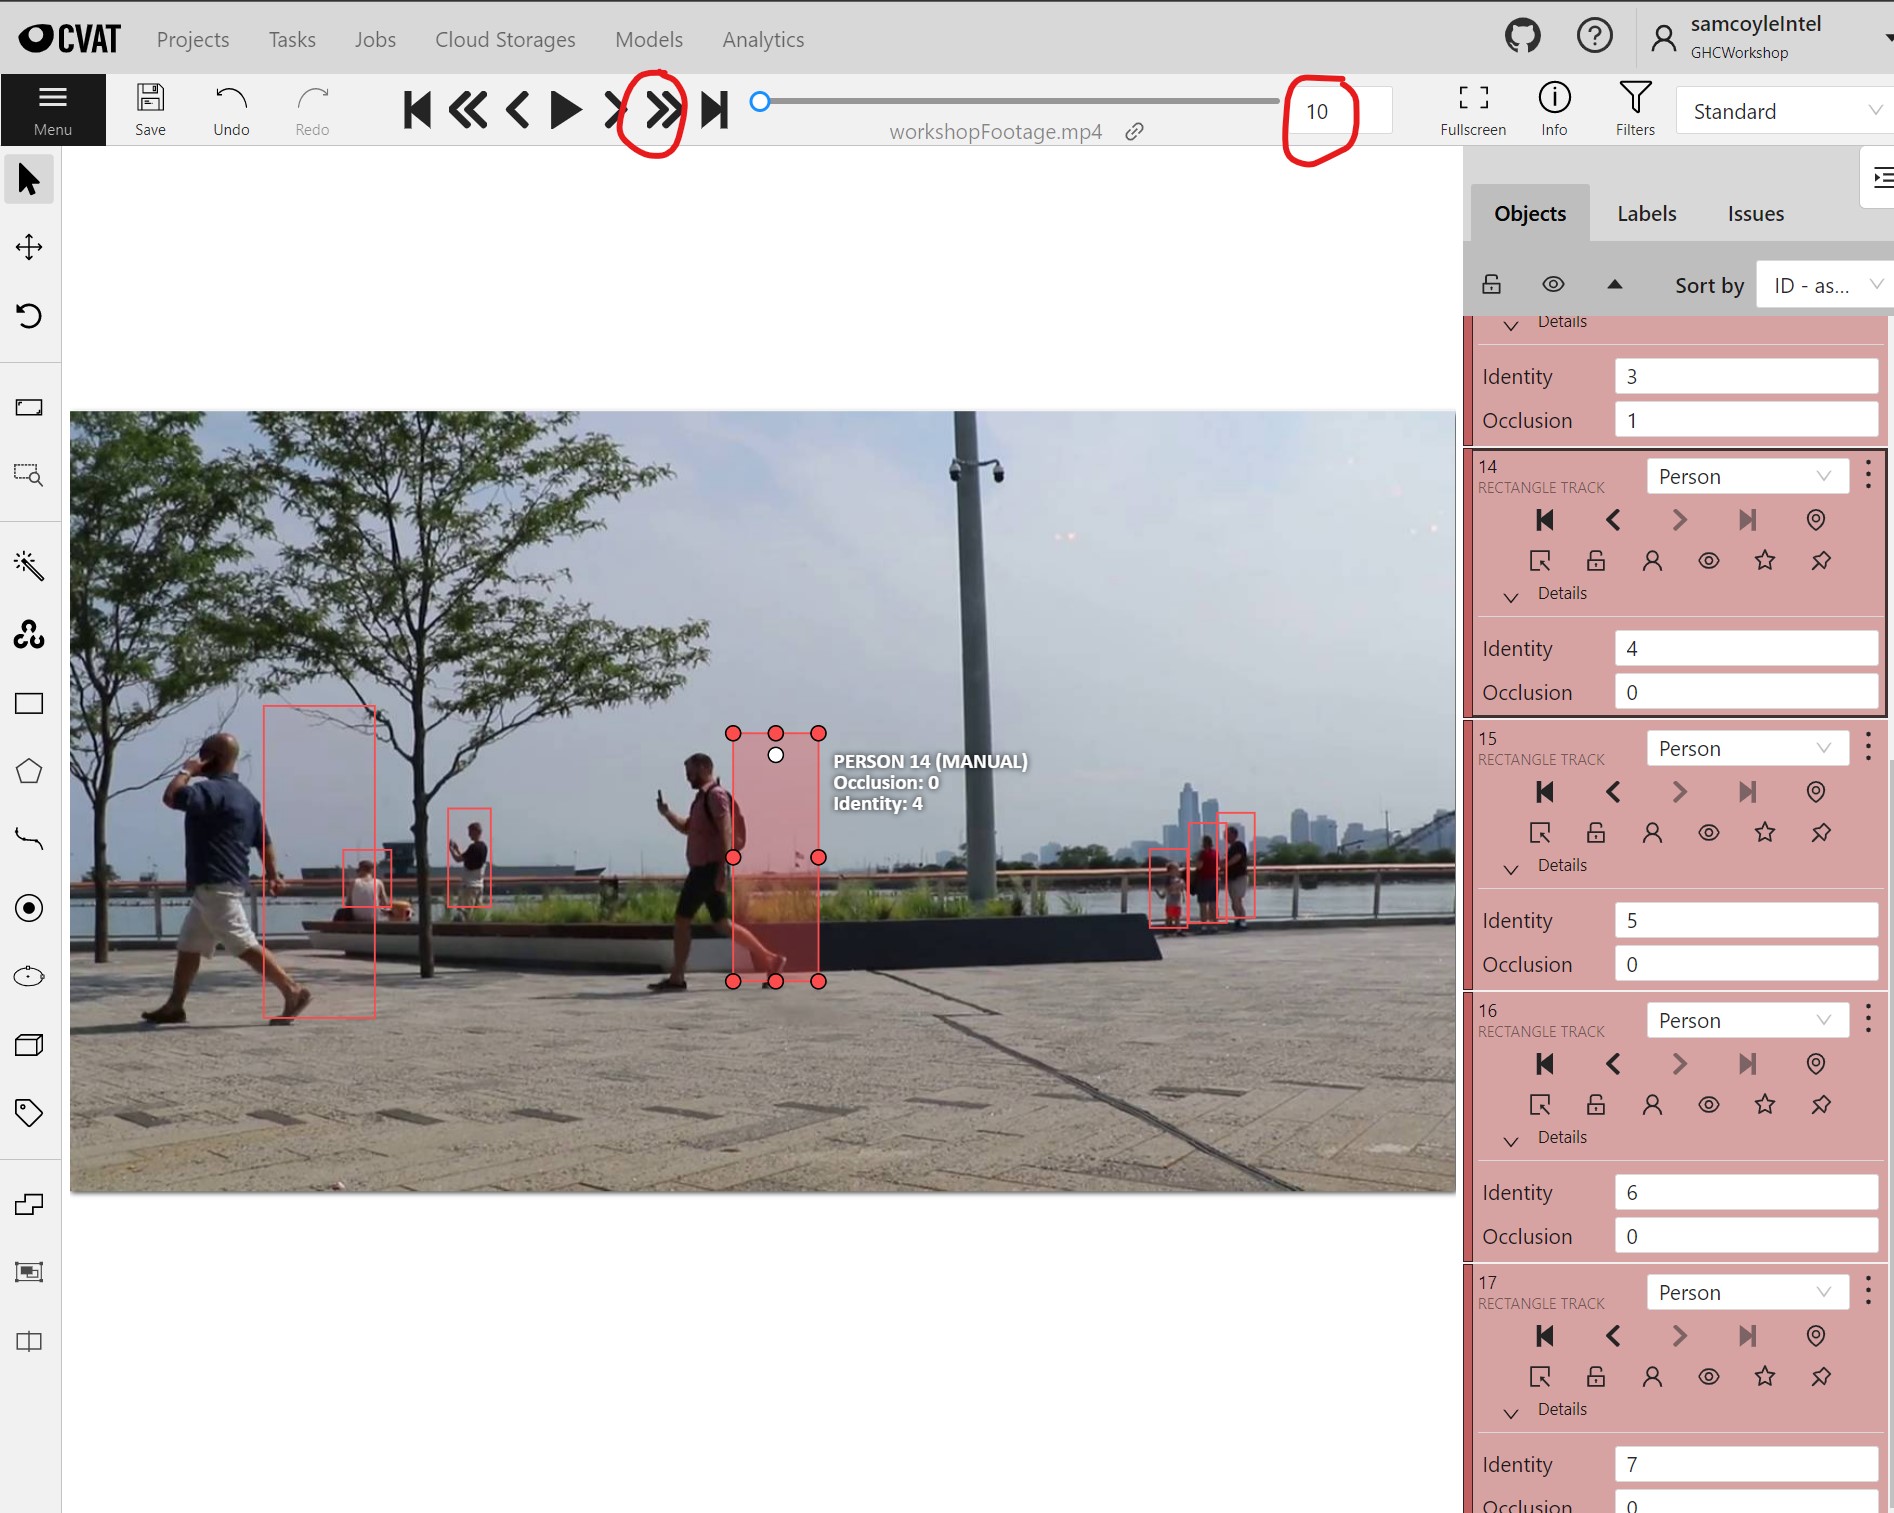 CVAT Projects Tasks Jobs Cloud Storages Models Analytics samcoyleIntel
GHCWorkshop
Menu Save Undo Redo workshopFootage.mp4 10 Fullscreen Info Filters Standard
Objects Labels Issues
Sort by ID - as...
Details
Identity 3
Occlusion 1
14 Person
RECTANGLE TRACK
Details
Identity 4
Occlusion 0
15 Person
RECTANGLE TRACK
Details
Identity 5
Occlusion 0
16 Person
RECTANGLE TRACK
Details
Identity 6
Occlusion 0
17 Person
RECTANGLE TRACK
Details
Identity 7
Occlusion 0
PERSON 14 (MANUAL)
Occlusion: 0
Identity: 4